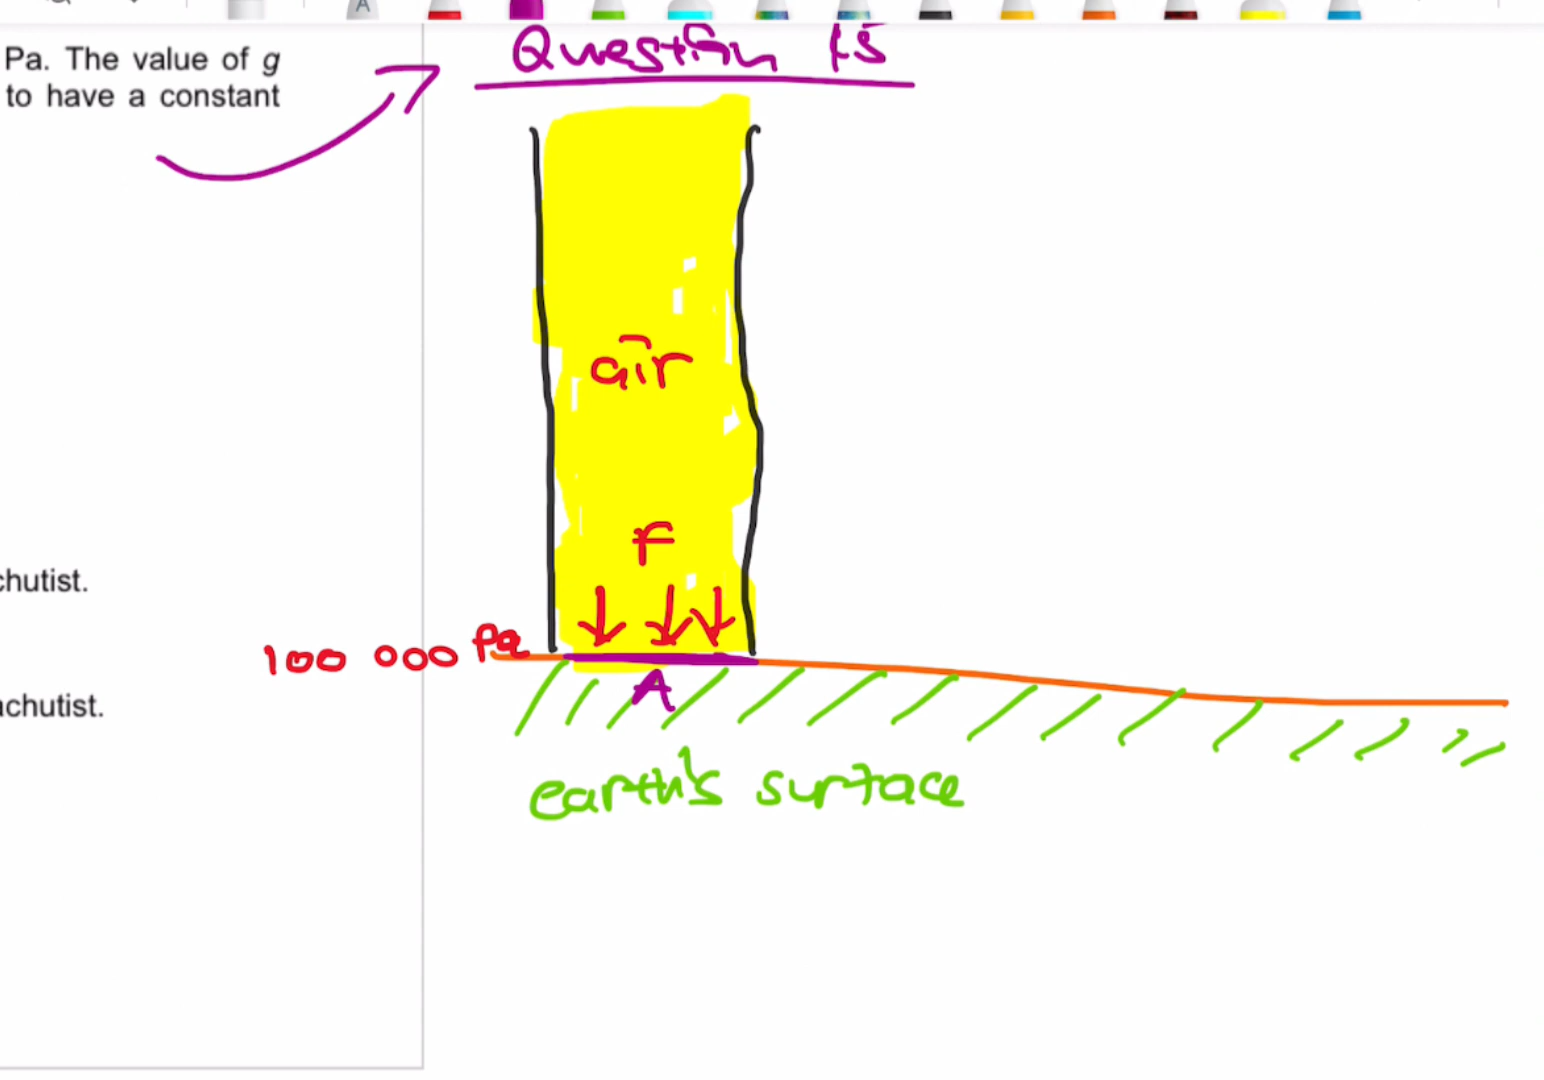 A
Question 15
Pa. The value of g
to have a constant
air
F
chutist.
100 000 Pa
A
achutist.
earth's surface